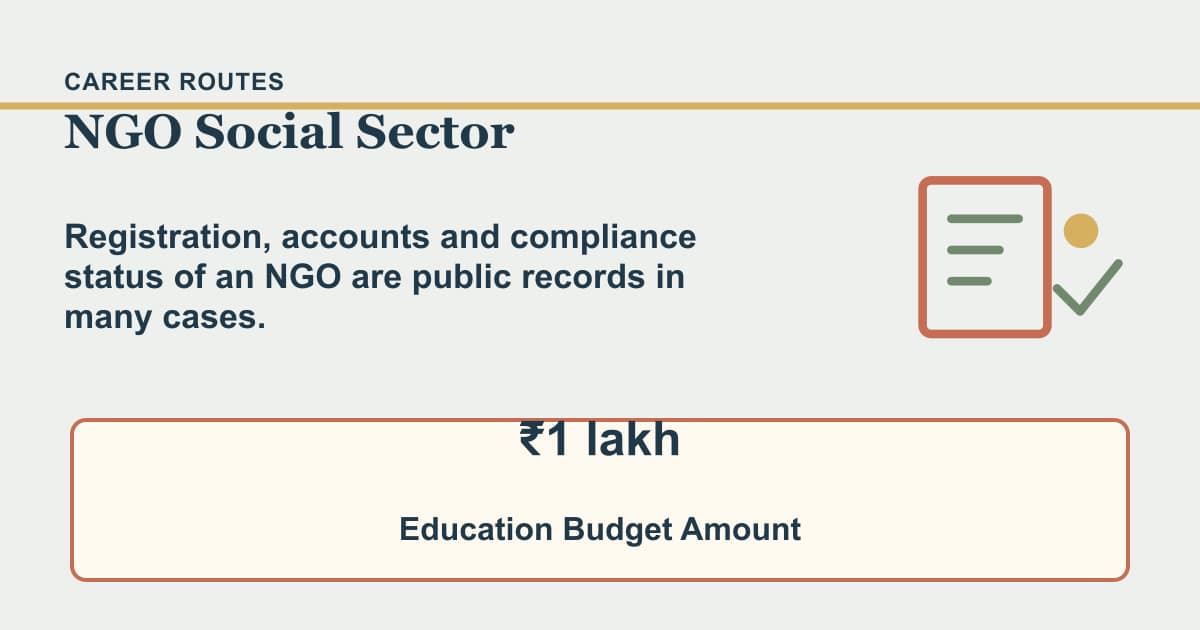 CAREER ROUTES
NGO Social Sector
Registration, accounts and compliance
status of an NGO are public records in
many cases.
₹1 lakh
Education Budget Amount